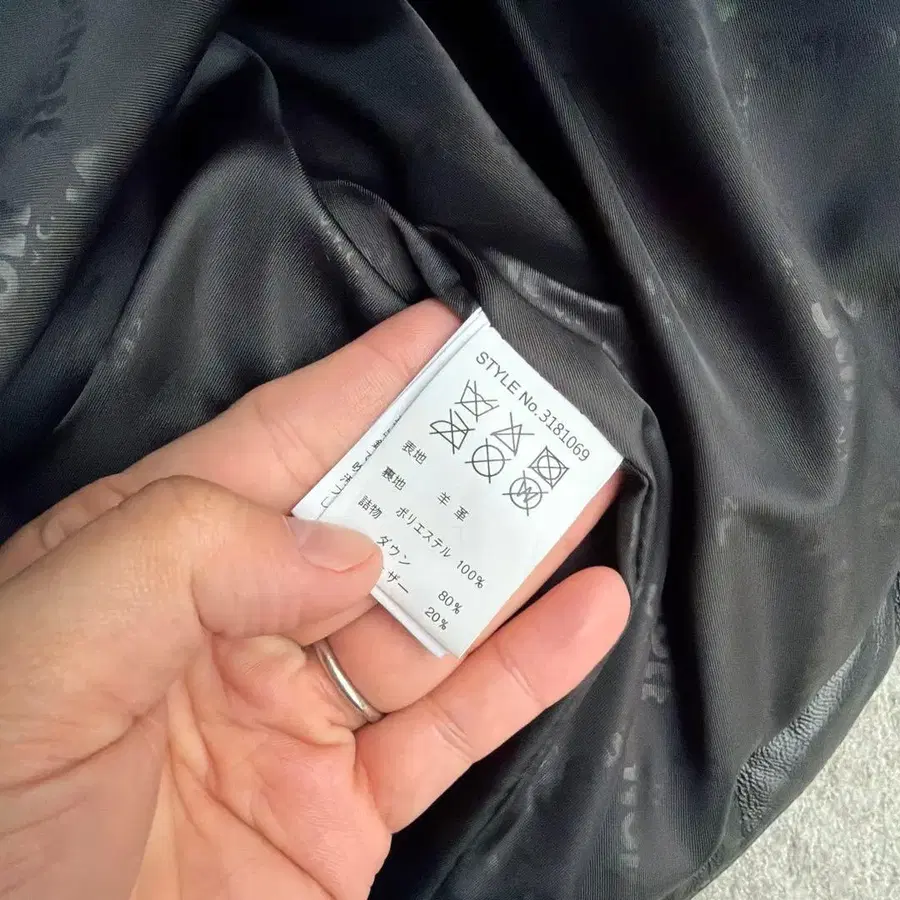 STYLE No.3181069
表地 羊革
裏地 ポリエステル 100%
詰物 ダウン 80%
ザー 20%